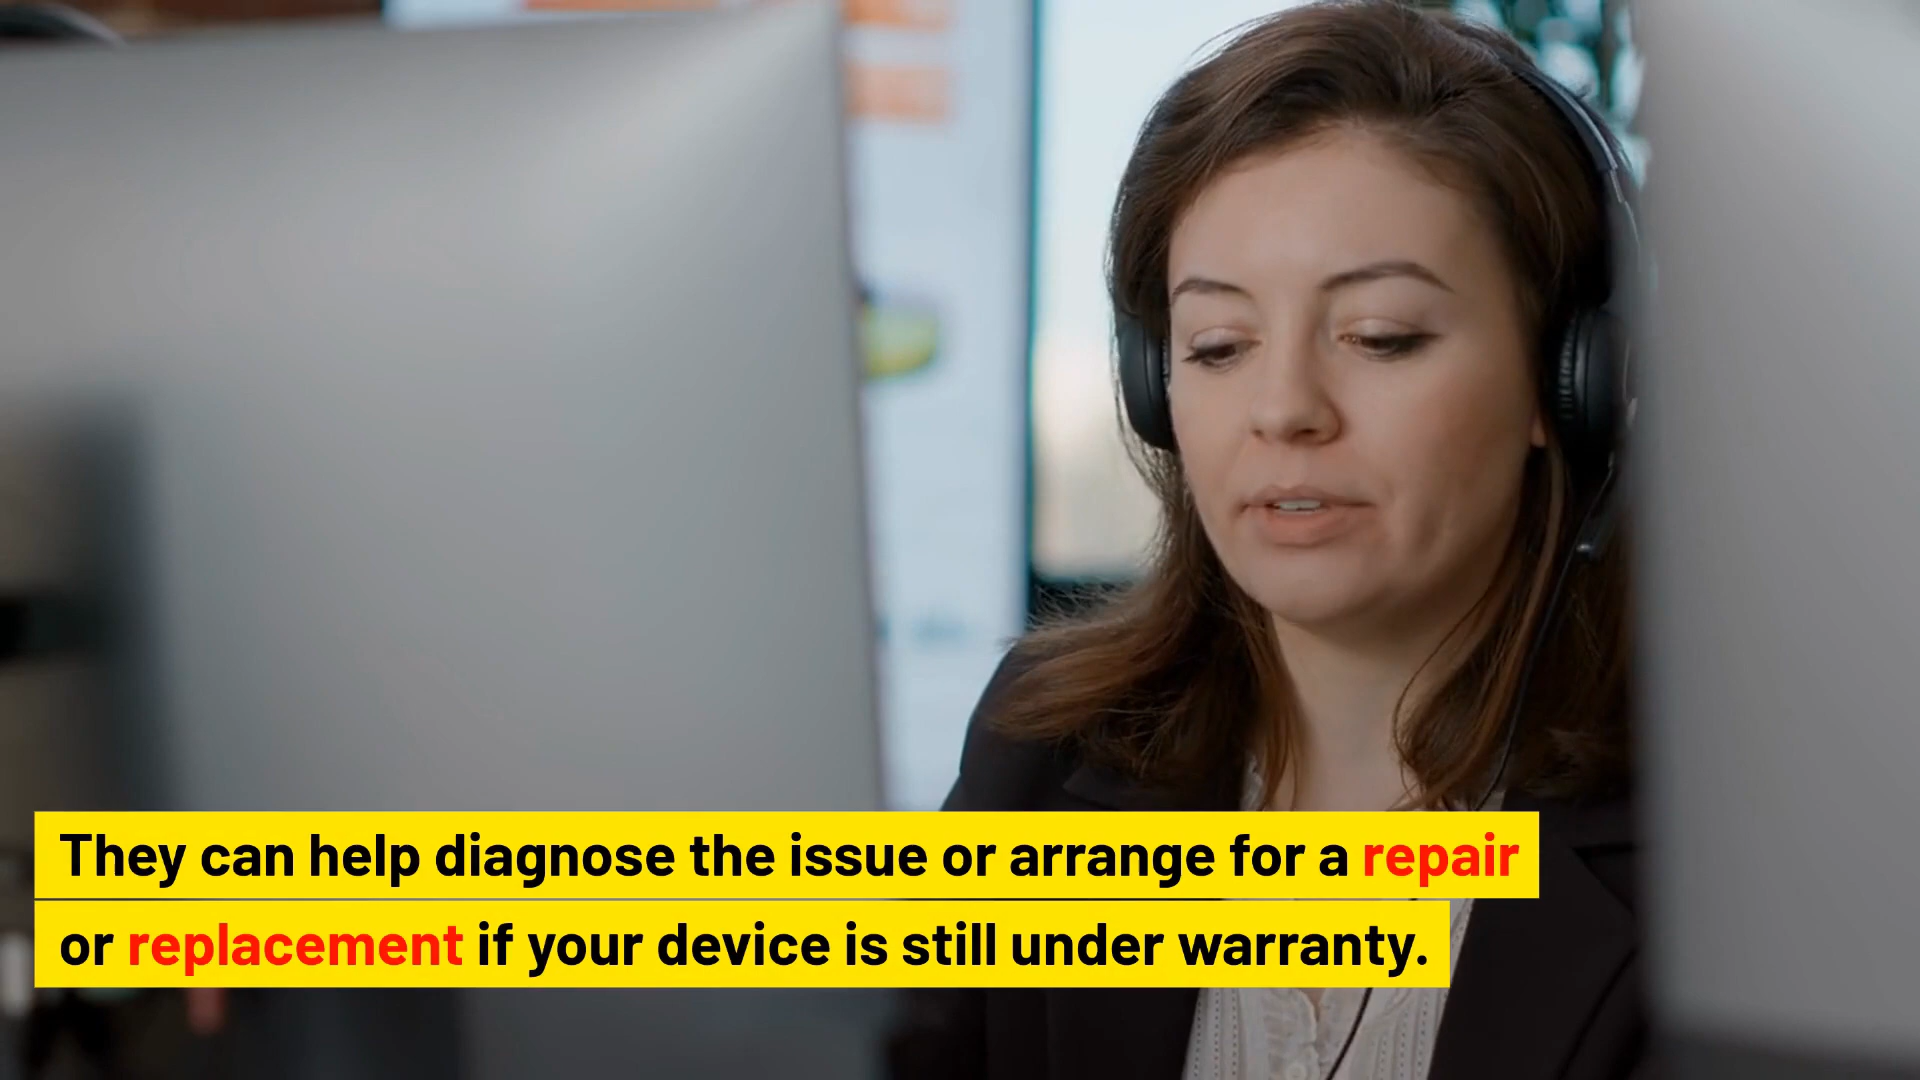 They can help diagnose the issue or arrange for a repair
or replacement if your device is still under warranty.